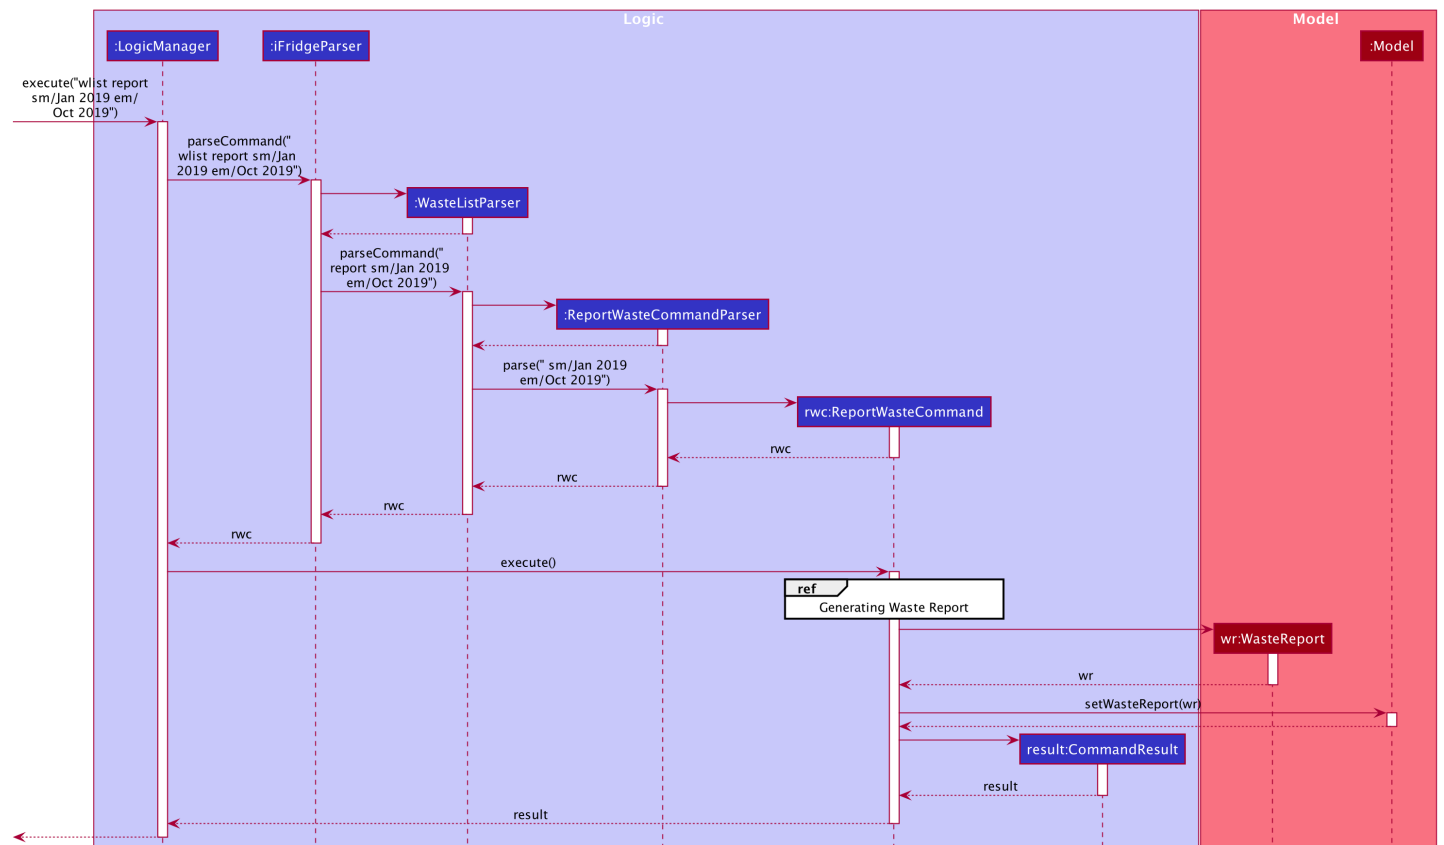 Logic
Model
:LogicManager
:iFridgeParser
:Model
execute("wlist report
sm/Jan 2019 em/
Oct 2019")
parseCommand("
wlist report sm/Jan
2019 em/Oct 2019")
:WasteListParser
parseCommand("
report sm/Jan 2019
em/Oct 2019")
:ReportWasteCommandParser
parse(" sm/Jan 2019
em/Oct 2019")
rwc:ReportWasteCommand
rwc
rwc
rwc
rwc
execute()
ref
Generating Waste Report
wr:WasteReport
wr
setWasteReport(wr)
result:CommandResult
result
result